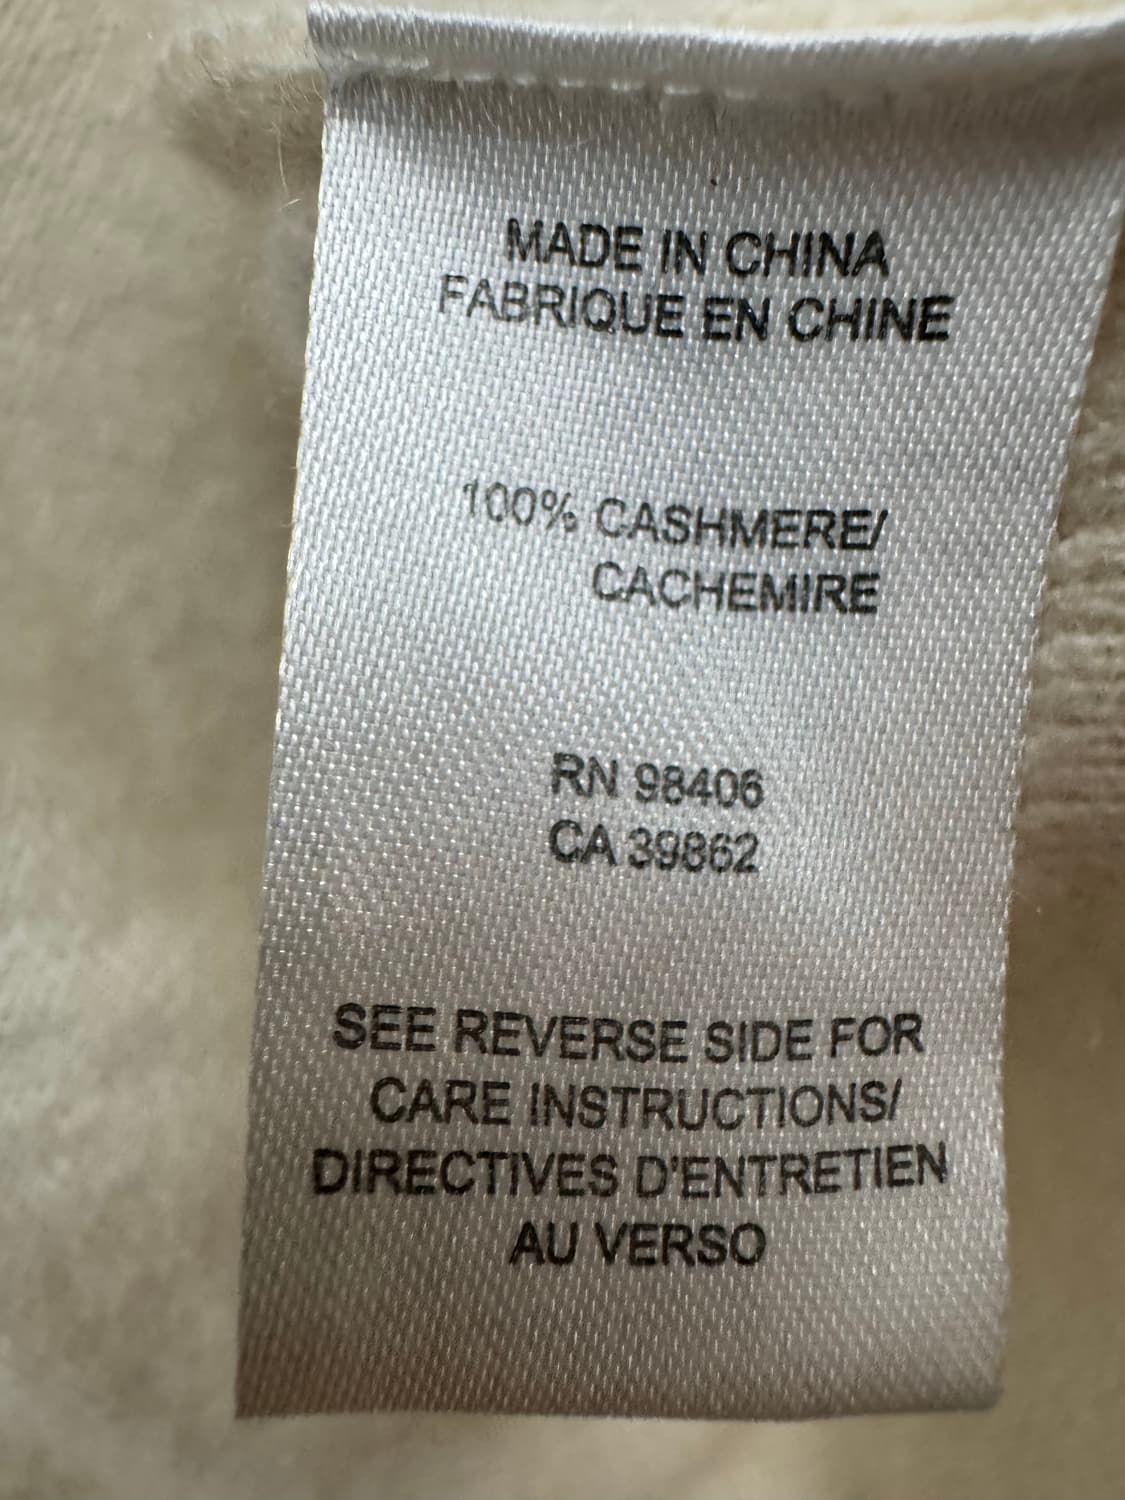 MADE IN CHINA
FABRIQUE EN CHINE
100% CASHMERE/
CACHEMIRE
RN 98406
CA 39862
SEE REVERSE SIDE FOR
CARE INSTRUCTIONS/
DIRECTIVES D'ENTRETIEN
AU VERSO